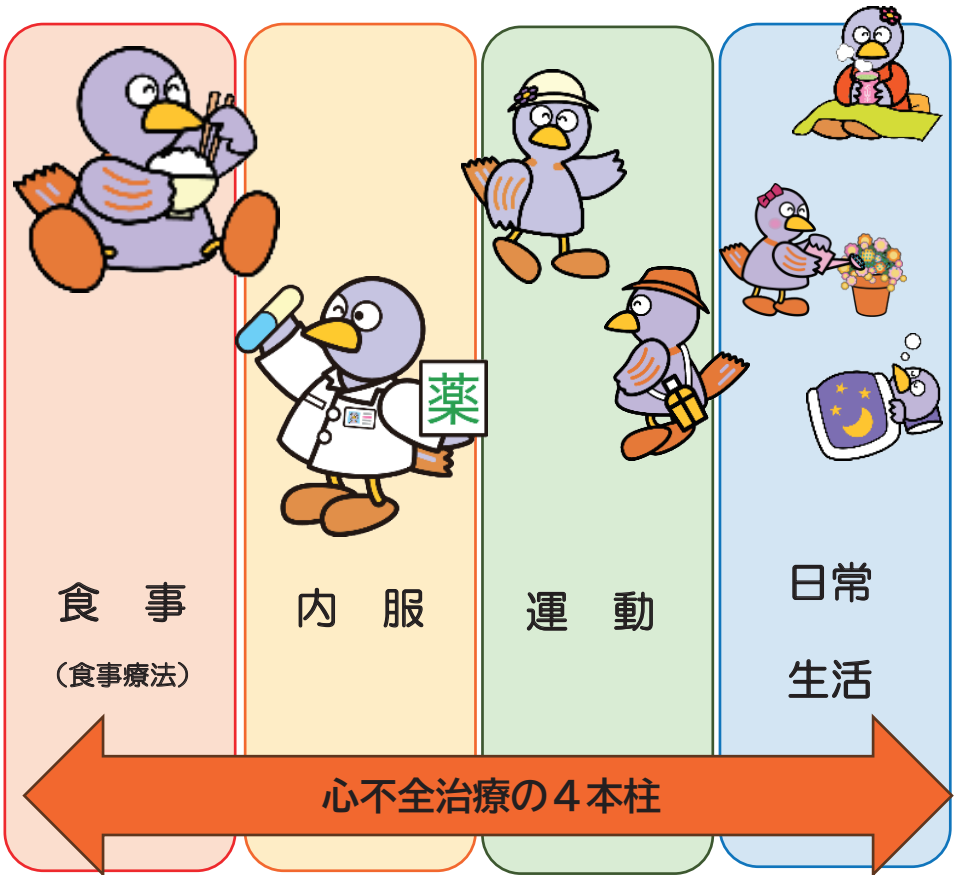 薬
食　事
（食事療法）
内　服
運　動
日常
生活
心不全治療の４本柱